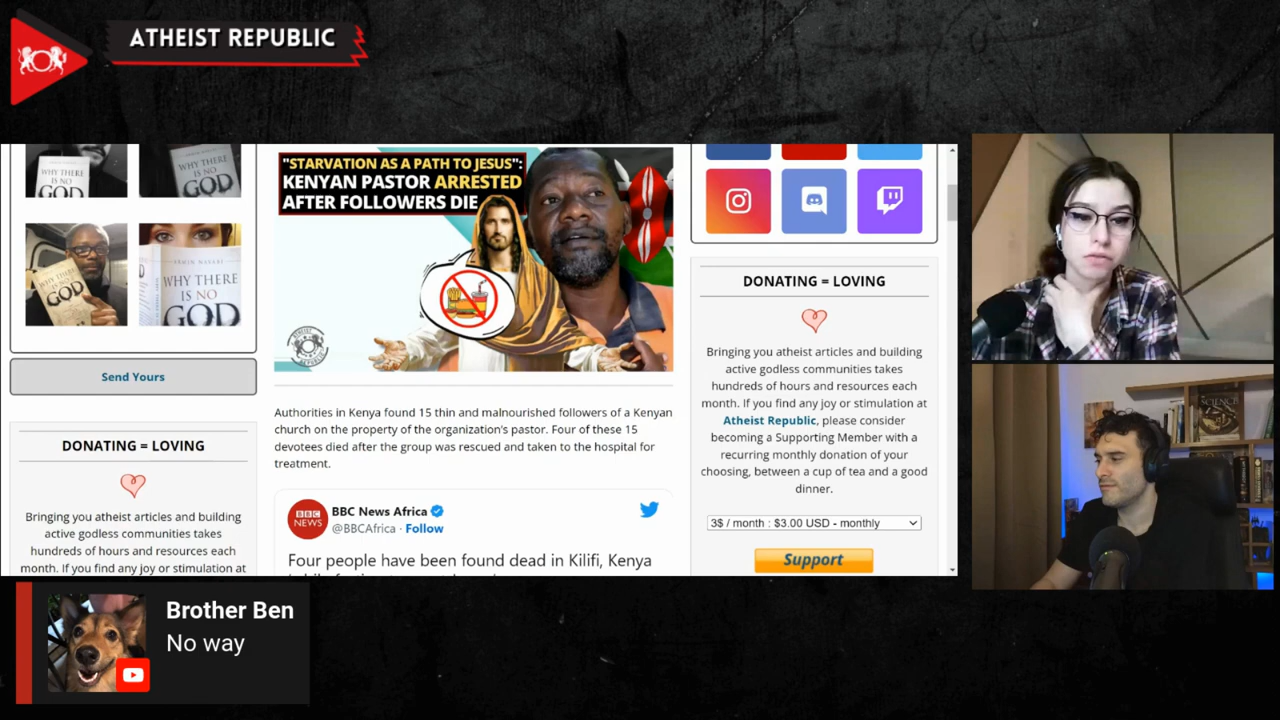 ATHEIST REPUBLIC
WHY THERE
IS NO
GOD
WHY THERE
IS NO
GOD
WHY THERE
IS NO
GOD
WHY THERE
IS NO
GOD
Send Yours
DONATING = LOVING
Bringing you atheist articles and building
active godless communities takes
hundreds of hours and resources each
month. If you find any joy or stimulation at
"STARVATION AS A PATH TO JESUS":
KENYAN PASTOR ARRESTED
AFTER FOLLOWERS DIE
ATHEIST
REPUBLIC
Authorities in Kenya found 15 thin and malnourished followers of a Kenyan
church on the property of the organization's pastor. Four of these 15
devotees died after the group was rescued and taken to the hospital for
treatment.
BBC
NEWS
BBC News Africa
@BBCAfrica · Follow
Four people have been found dead in Kilifi, Kenya
DONATING = LOVING
Bringing you atheist articles and building
active godless communities takes
hundreds of hours and resources each
month. If you find any joy or stimulation at
Atheist Republic, please consider
becoming a Supporting Member with a
recurring monthly donation of your
choosing, between a cup of tea and a good
dinner.
3$ / month : $3.00 USD - monthly
Support
SCIENCE
Brother Ben
No way